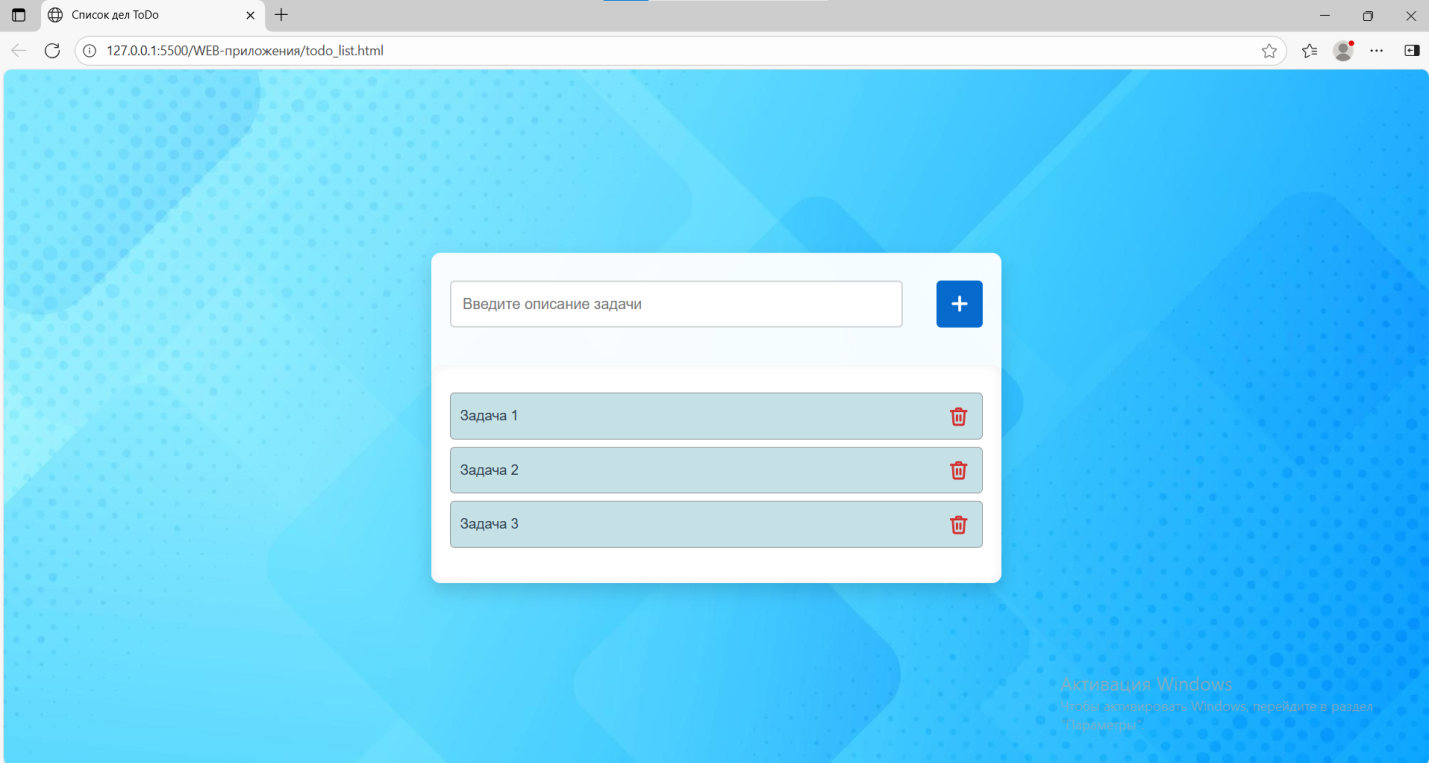 Список дел ToDo
127.0.0.1:5500/WEB-приложения/todo_list.html
Введите описание задачи
Задача 1
Задача 2
Задача 3
Активация Windows
Чтобы активировать Windows, перейдите в раздел
"Параметры".